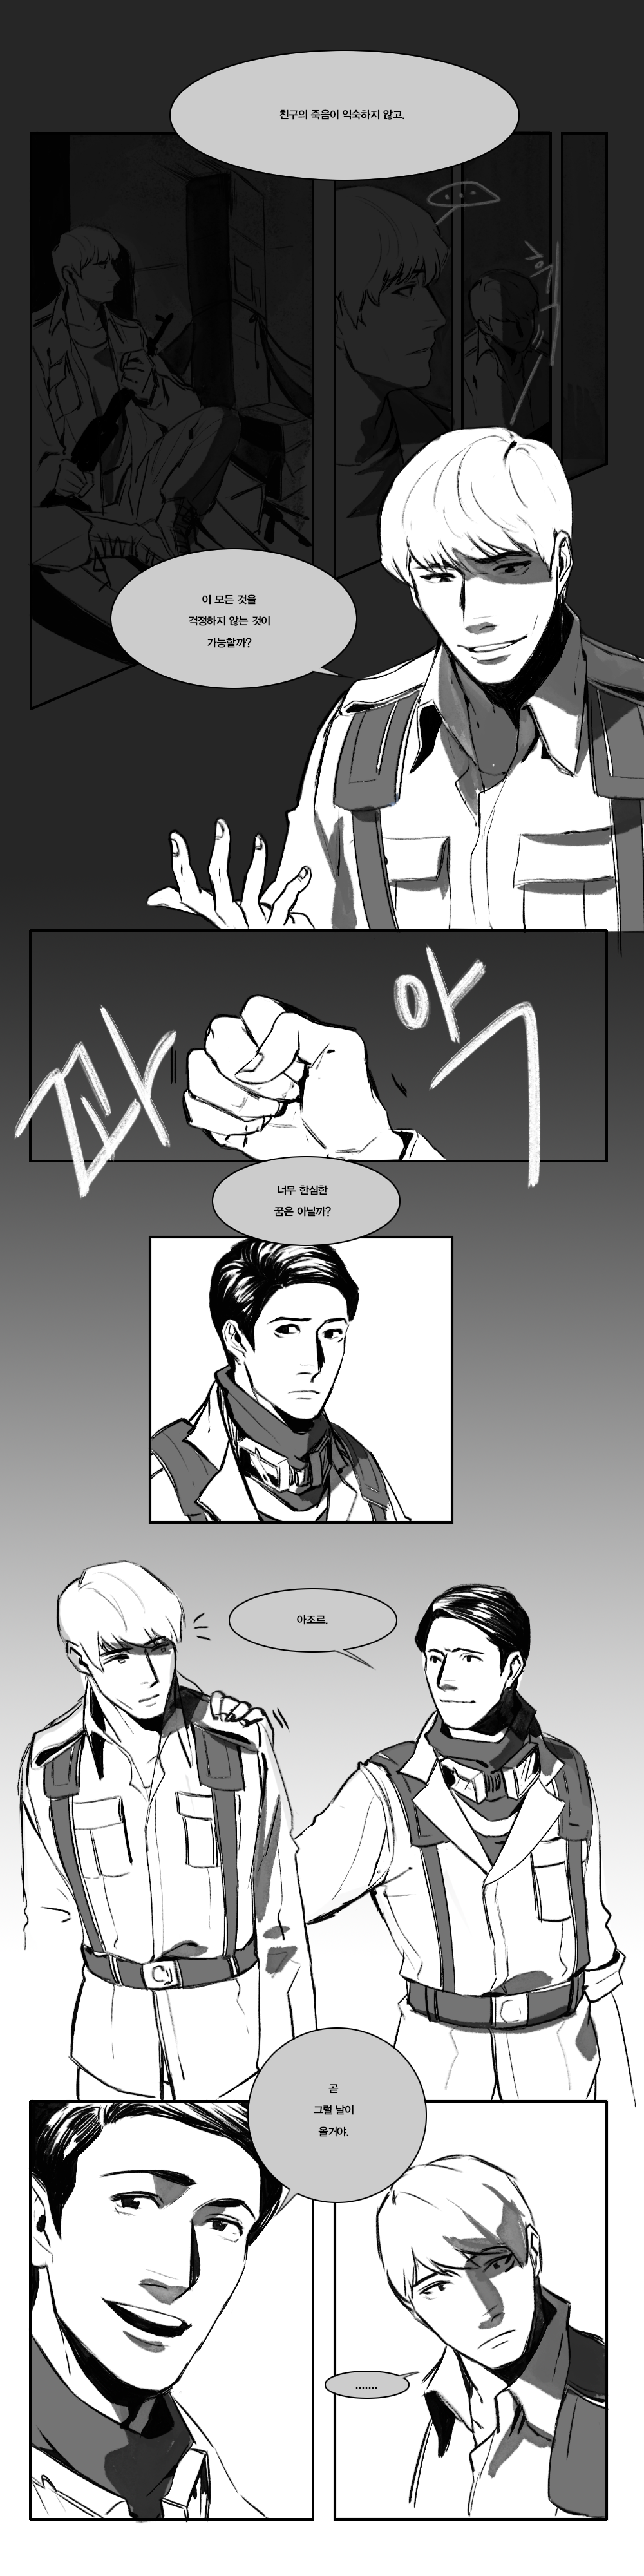 친구의 죽음이 익숙하지 않고.
...
이 모든 것을
걱정하지 않는 것이
가능할까?
꽈
악
너무 한심한
꿈은 아닐까?
아조르.
곧
그럴 날이
올거야.
.......